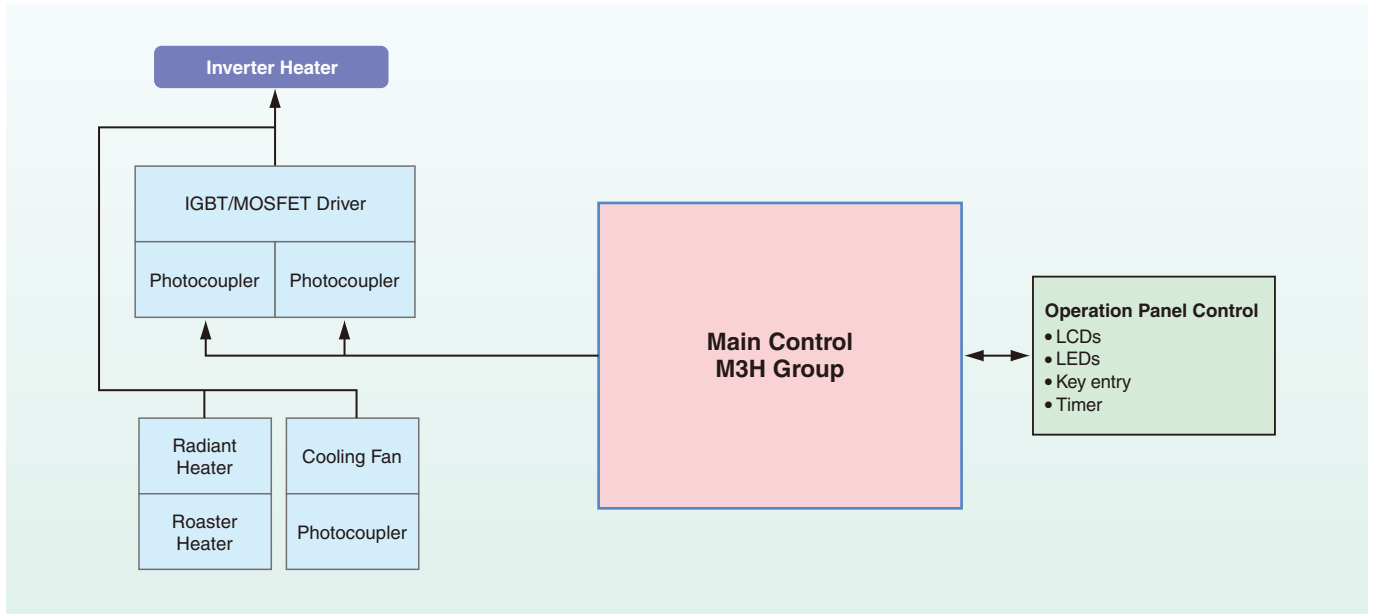 Inverter Heater
IGBT/MOSFET Driver
Photocoupler
Photocoupler
Main Control
M3H Group
Operation Panel Control
• LCDs
• LEDs
• Key entry
• Timer
Radiant
Heater
Cooling Fan
Roaster
Heater
Photocoupler